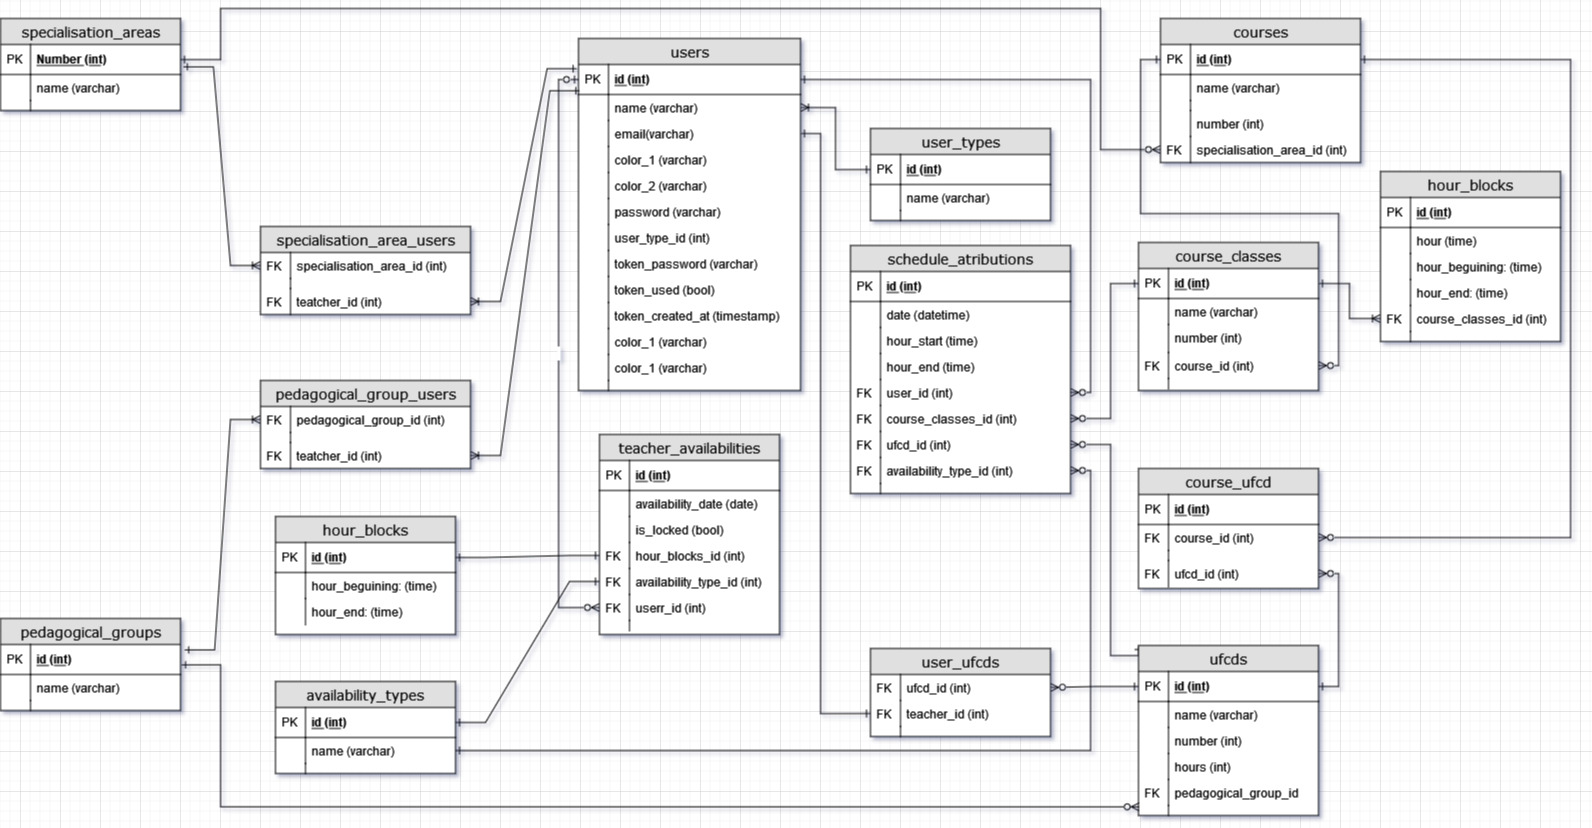 specialisation_areas
PK Number (int)
name (varchar)
users
PK id (int)
name (varchar)
email(varchar)
color_1 (varchar)
color_2 (varchar)
password (varchar)
user_type_id (int)
token_password (varchar)
token_used (bool)
token_created_at (timestamp)
color_1 (varchar)
color_1 (varchar)
courses
PK id (int)
name (varchar)
number (int)
FK specialisation_area_id (int)
user_types
PK id (int)
name (varchar)
hour_blocks
PK id (int)
hour (time)
hour_beguining: (time)
hour_end: (time)
FK course_classes_id (int)
specialisation_area_users
FK specialisation_area_id (int)
FK teatcher_id (int)
schedule_atributions
PK id (int)
date (datetime)
hour_start (time)
hour_end (time)
FK user_id (int)
FK course_classes_id (int)
FK ufcd_id (int)
FK availability_type_id (int)
course_classes
PK id (int)
name (varchar)
number (int)
FK course_id (int)
pedagogical_group_users
FK pedagogical_group_id (int)
FK teatcher_id (int)
teacher_availabilities
PK id (int)
availability_date (date)
is_locked (bool)
FK hour_blocks_id (int)
FK availability_type_id (int)
FK userr_id (int)
course_ufcd
PK id (int)
FK course_id (int)
FK ufcd_id (int)
hour_blocks
PK id (int)
hour_beguining: (time)
hour_end: (time)
pedagogical_groups
PK id (int)
name (varchar)
availability_types
PK id (int)
name (varchar)
user_ufcds
FK ufcd_id (int)
FK teacher_id (int)
ufcds
PK id (int)
name (varchar)
number (int)
hours (int)
FK pedagogical_group_id